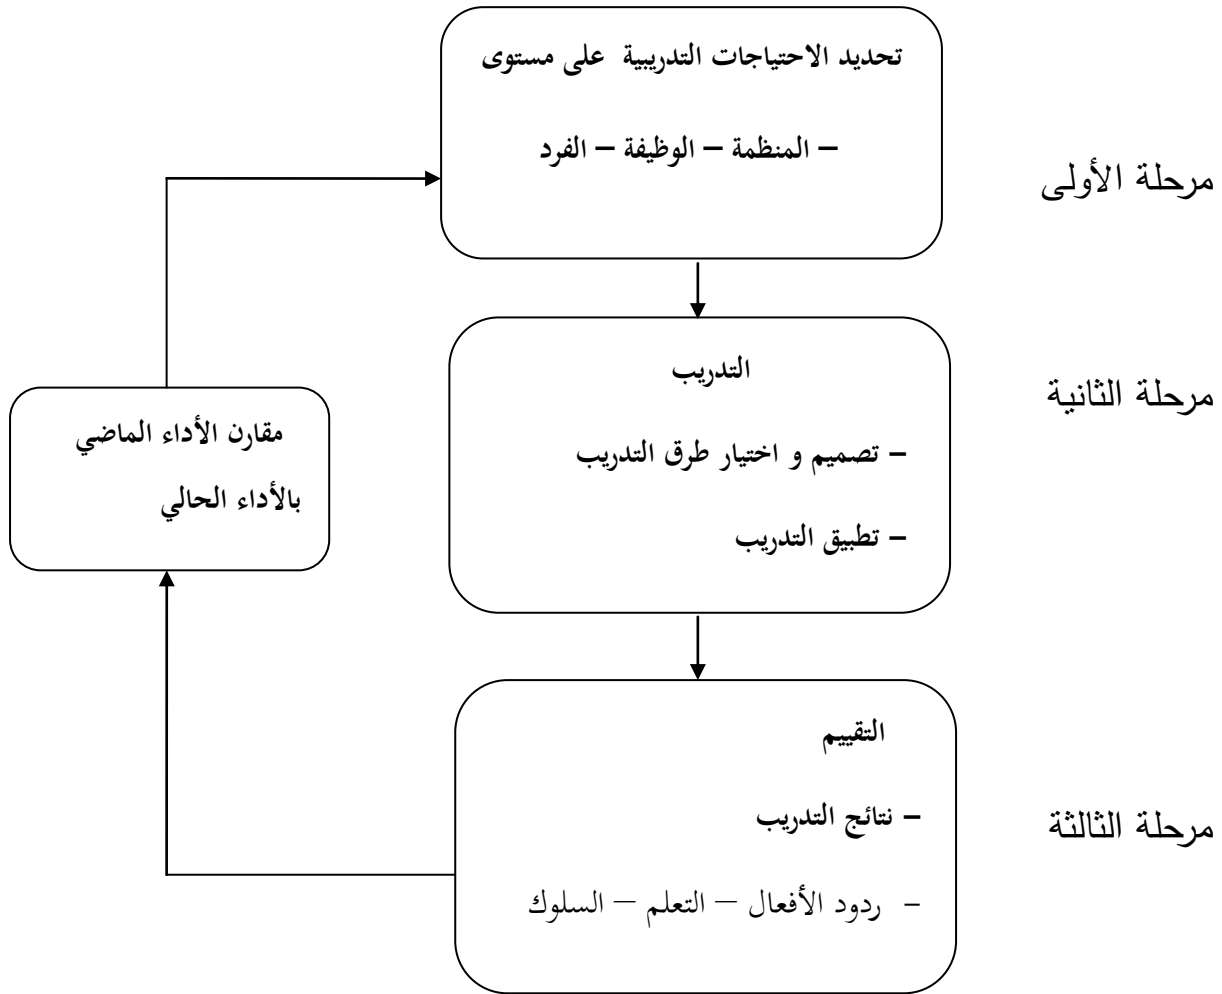 تحديد الاحتياجات التدريبية على مستوى
– المنظمة – الوظيفة – الفرد
مرحلة الأولى
التدريب
مرحلة الثانية
– تصميم و اختيار طرق التدريب
– تطبيق التدريب
مقارن الأداء الماضي
بالأداء الحالي
التقييم
– نتائج التدريب
مرحلة الثالثة
- ردود الأفعال – التعلم – السلوك